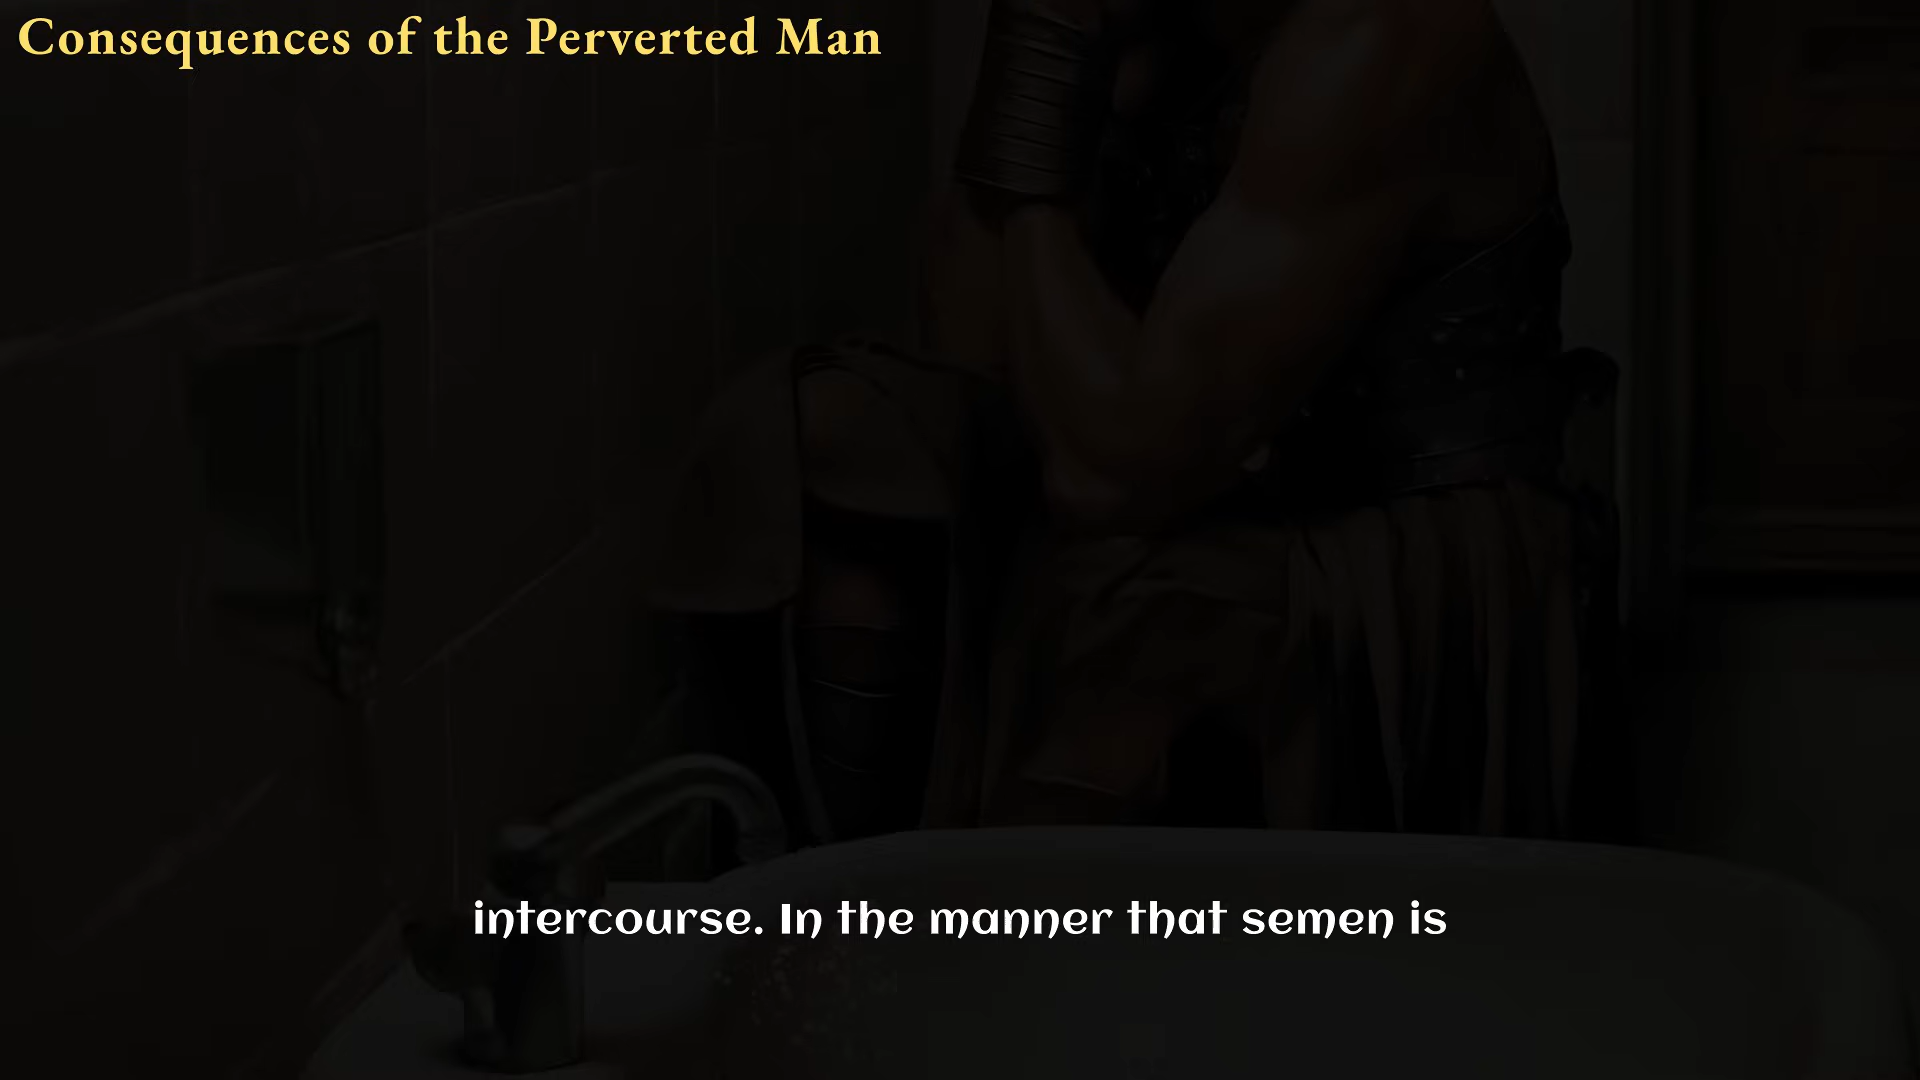 Consequences of the Perverted Man
intercourse. In the manner that semen is